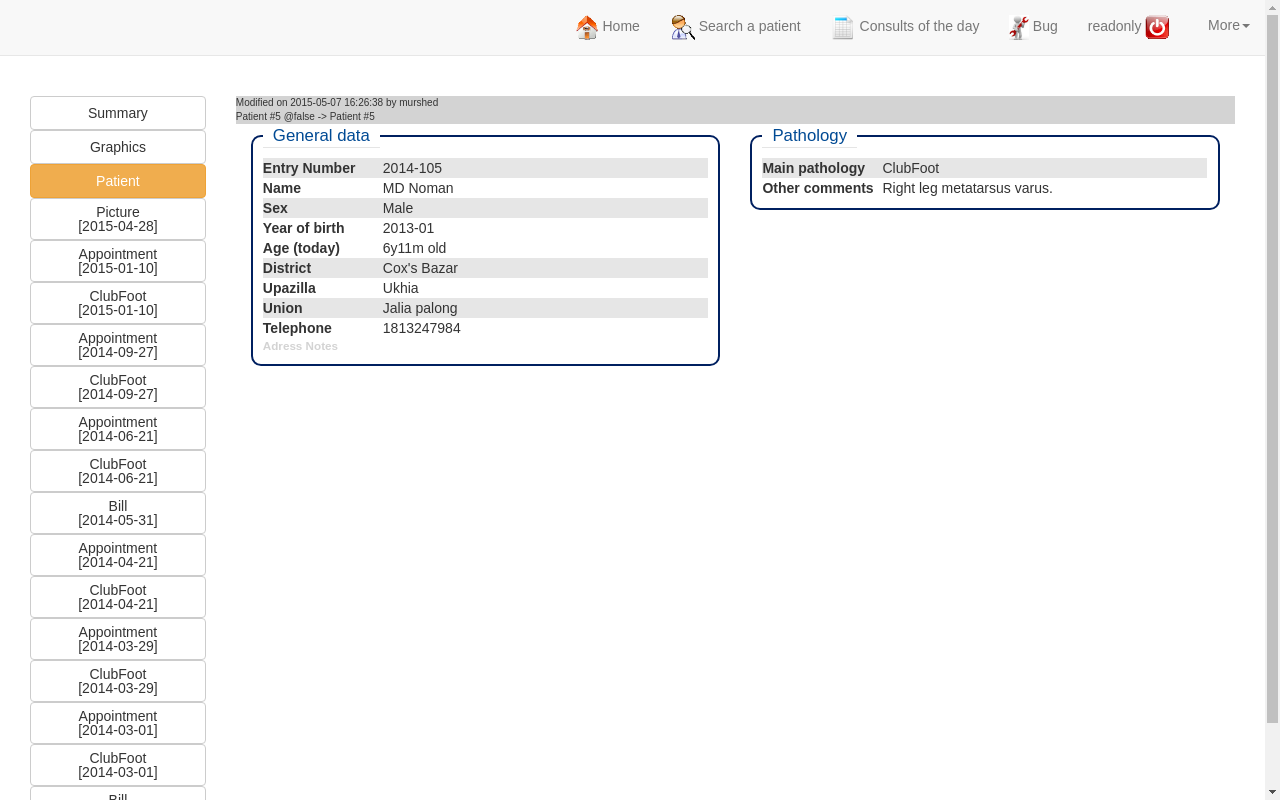 Home
Search a patient
Consults of the day
Bug
readonly
More
Summary
Graphics
Patient
Picture
[2015-04-28]
Appointment
[2015-01-10]
ClubFoot
[2015-01-10]
Appointment
[2014-09-27]
ClubFoot
[2014-09-27]
Appointment
[2014-06-21]
ClubFoot
[2014-06-21]
Bill
[2014-05-31]
Appointment
[2014-04-21]
ClubFoot
[2014-04-21]
Appointment
[2014-03-29]
ClubFoot
[2014-03-29]
Appointment
[2014-03-01]
ClubFoot
[2014-03-01]
Bill
Modified on 2015-05-07 16:26:38 by murshed
Patient #5 @false -> Patient #5
General data
Entry Number 2014-105
Name MD Noman
Sex Male
Year of birth 2013-01
Age (today) 6y11m old
District Cox's Bazar
Upazilla Ukhia
Union Jalia palong
Telephone 1813247984
Adress Notes
Pathology
Main pathology ClubFoot
Other comments Right leg metatarsus varus.